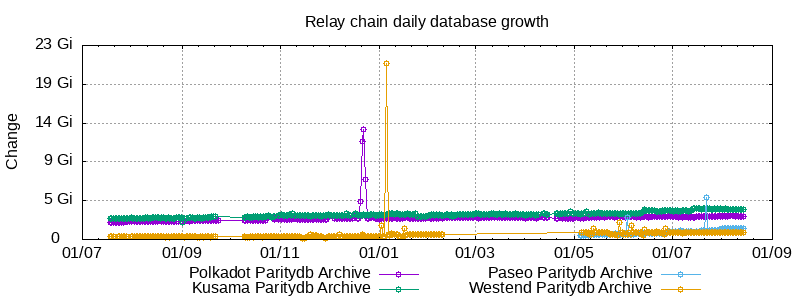 Relay chain daily database growth
23 Gi
19 Gi
14 Gi
9 Gi
5 Gi
0
Change
01/07 01/09 01/11 01/01 01/03 01/05 01/07 01/09
Polkadot Paritydb Archive Paseo Paritydb Archive
Kusama Paritydb Archive Westend Paritydb Archive